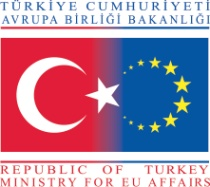 TÜRKİYE CUMHURİYETİ
AVRUPA BİRLİĞİ BAKANLIĞI
REPUBLIC OF TURKEY
MINISTRY FOR EU AFFAIRS